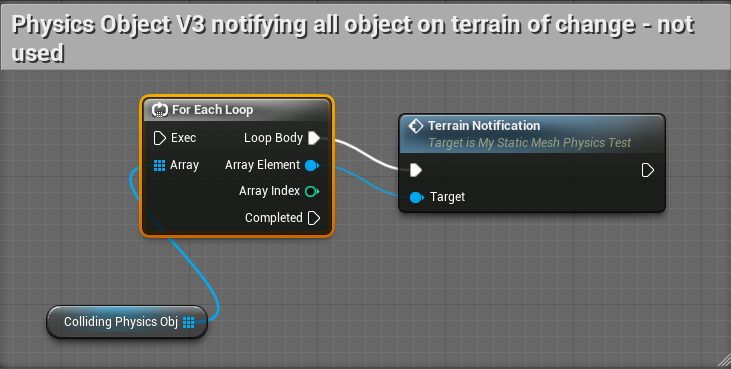 Physics Object V3 notifying all object on terrain of change - not
used
For Each Loop
Exec
Loop Body
Array
Array Element
Array Index
Completed
Terrain Notification
Target is My Static Mesh Physics Test
Target
Colliding Physics Obj